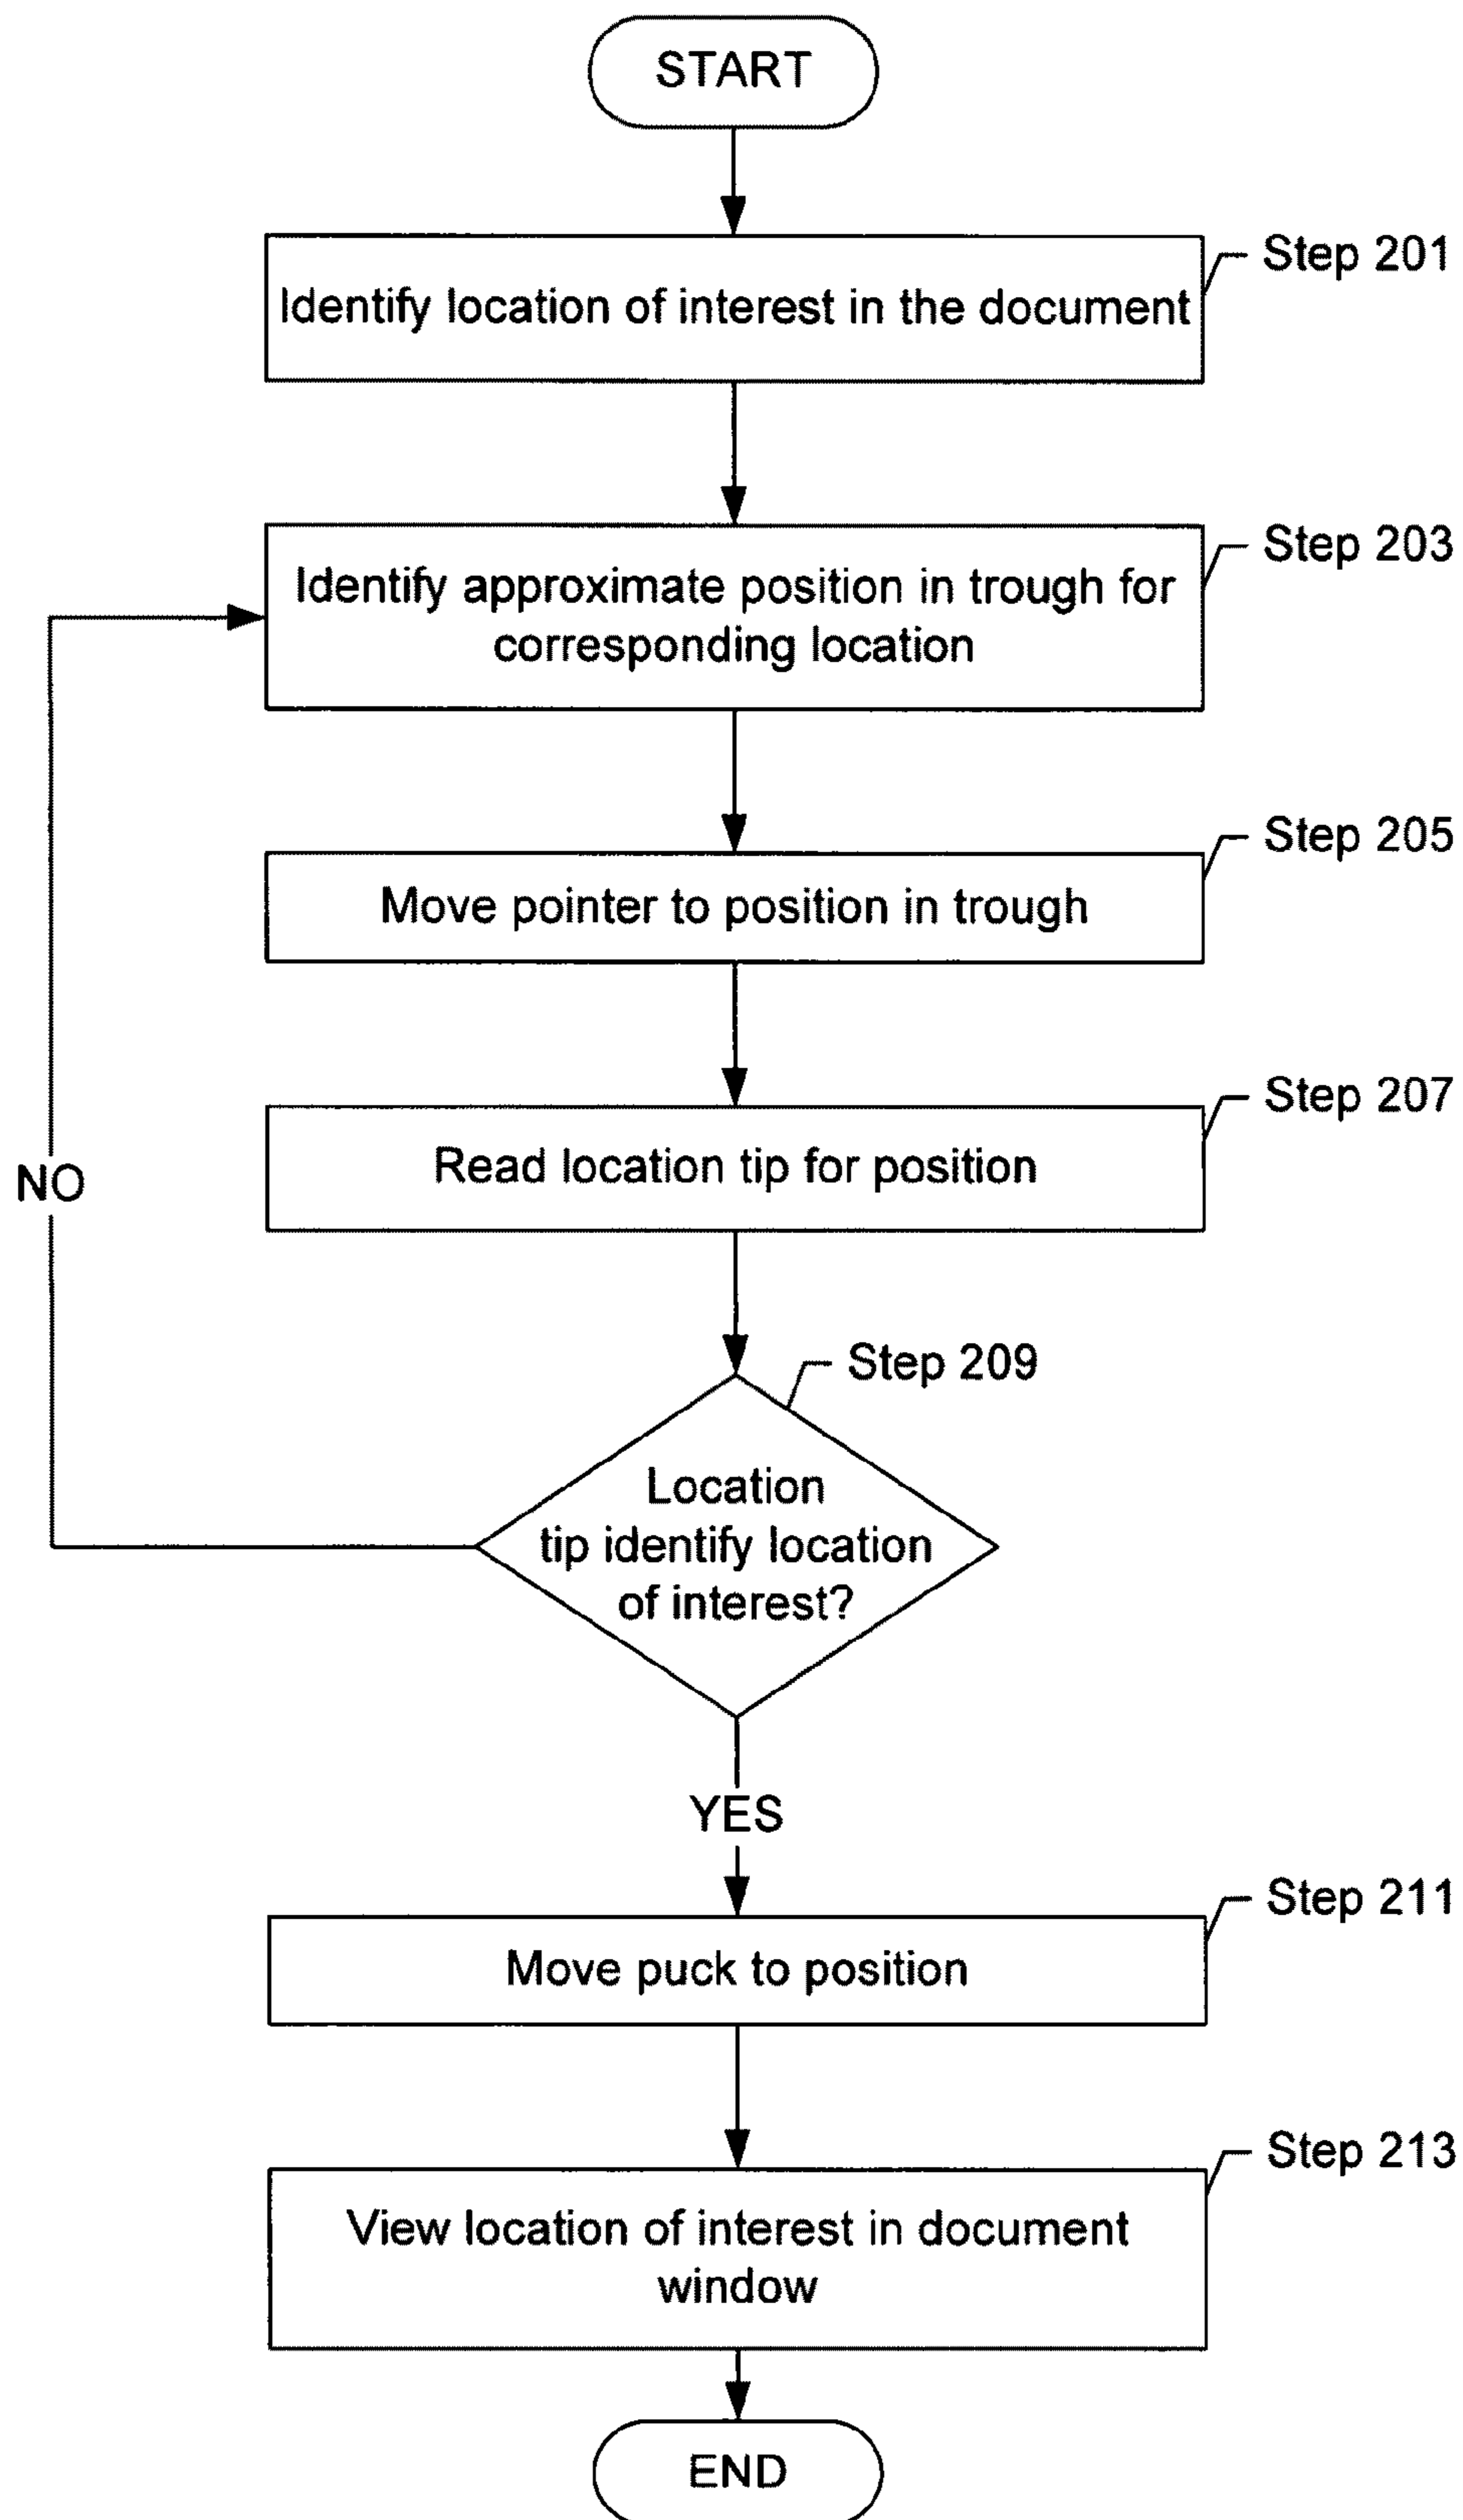 START
Step 201
Identify location of interest in the document
Step 203
Identify approximate position in trough for
corresponding location
Step 205
Move pointer to position in trough
Step 207
Read location tip for position
NO
Step 209
Location
tip identify location
of interest?
YES
Step 211
Move puck to position
Step 213
View location of interest in document
window
END